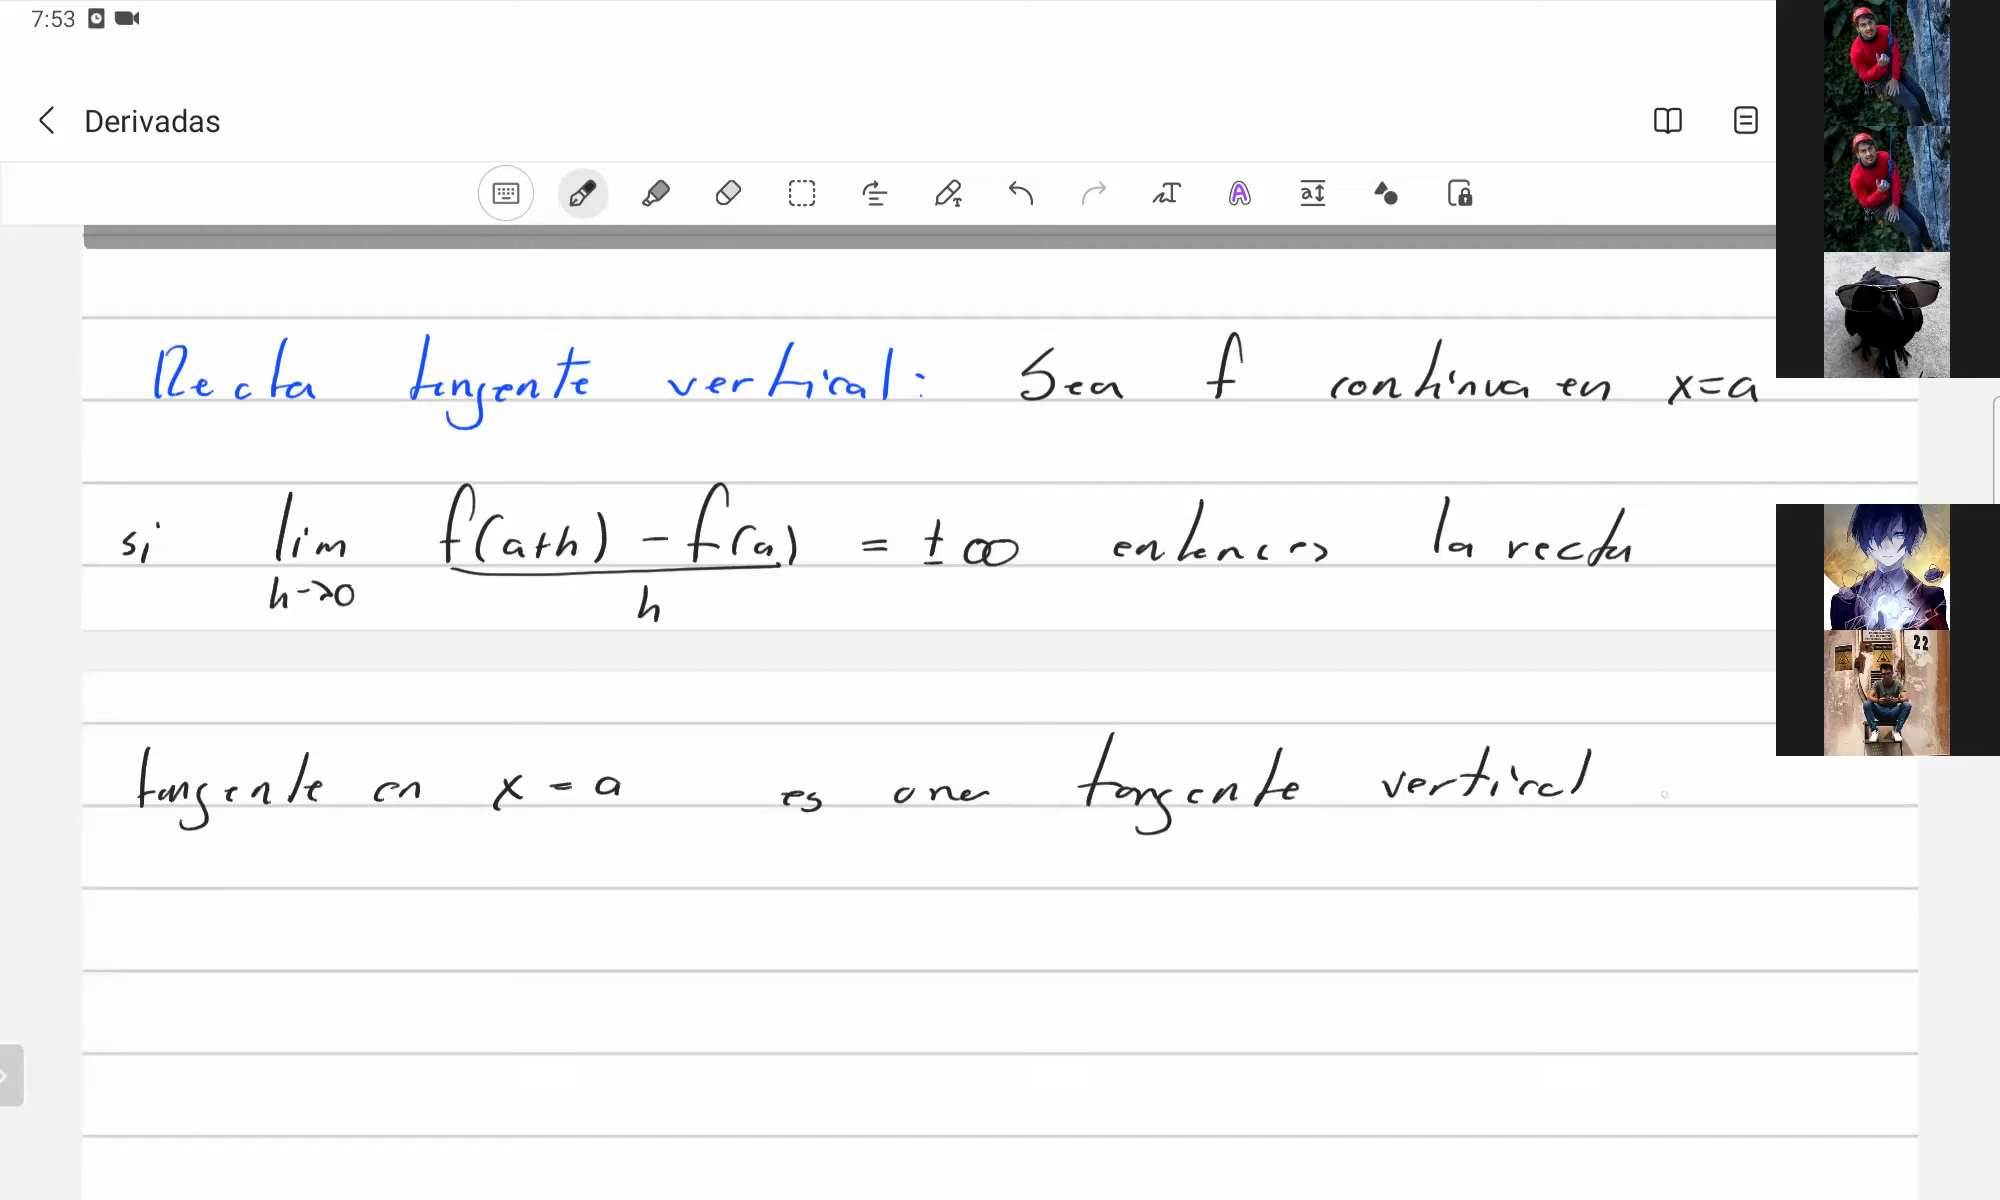 7:53
Derivadas
Recta tangente vertical: Sea f continua en x=a
si lim h->0 f(a+h) - f(a) / h = ±∞ entonces la recta
tangente en x = a es una tangente vertical
22